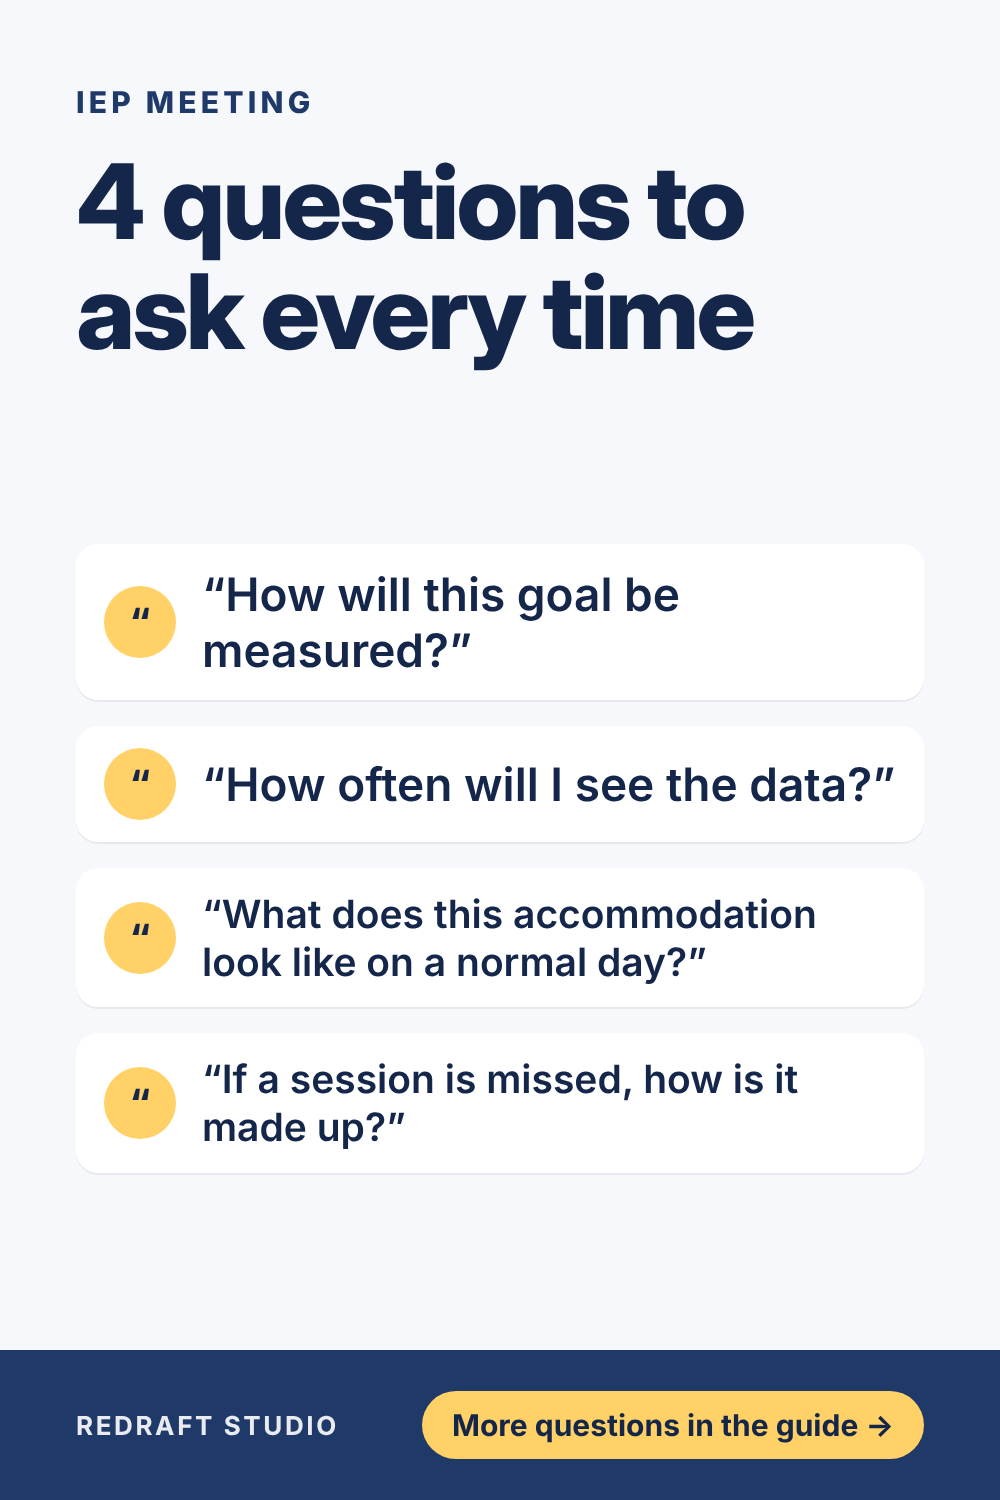 IEP MEETING
4 questions to
ask every time
“
“How will this goal be
measured?”
“
“How often will I see the data?”
“
“What does this accommodation
look like on a normal day?”
“
“If a session is missed, how is it
made up?”
REDRAFT STUDIO
More questions in the guide →